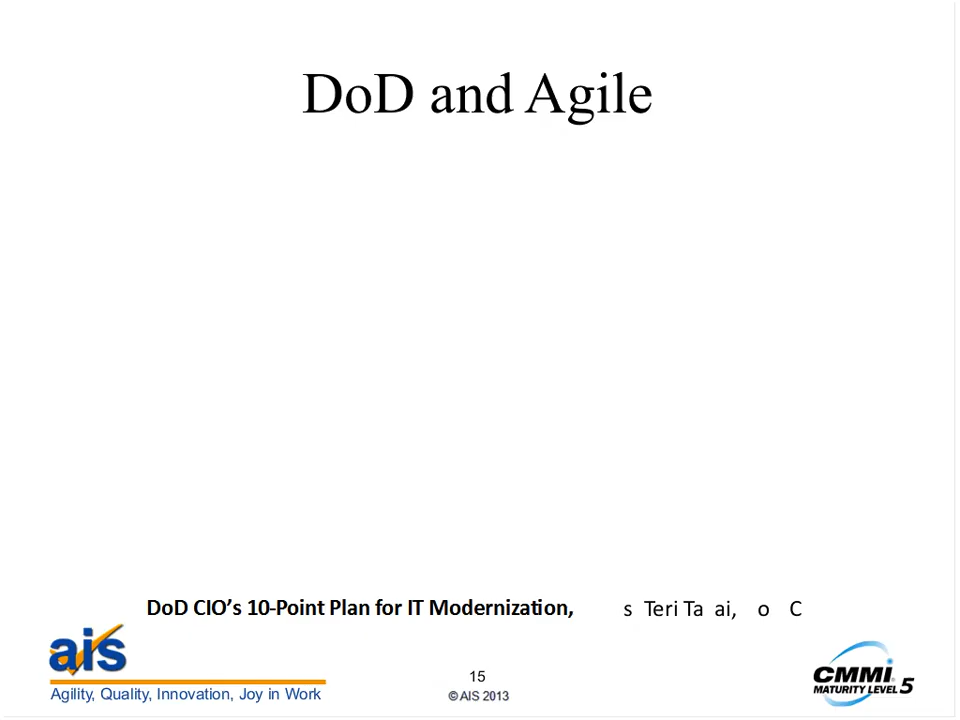 DoD and Agile
DoD CIO’s 10-Point Plan for IT Modernization, s Teri Ta ai, o C
ais
Agility, Quality, Innovation, Joy in Work
15
© AIS 2013
CMMI®
MATURITY LEVEL 5